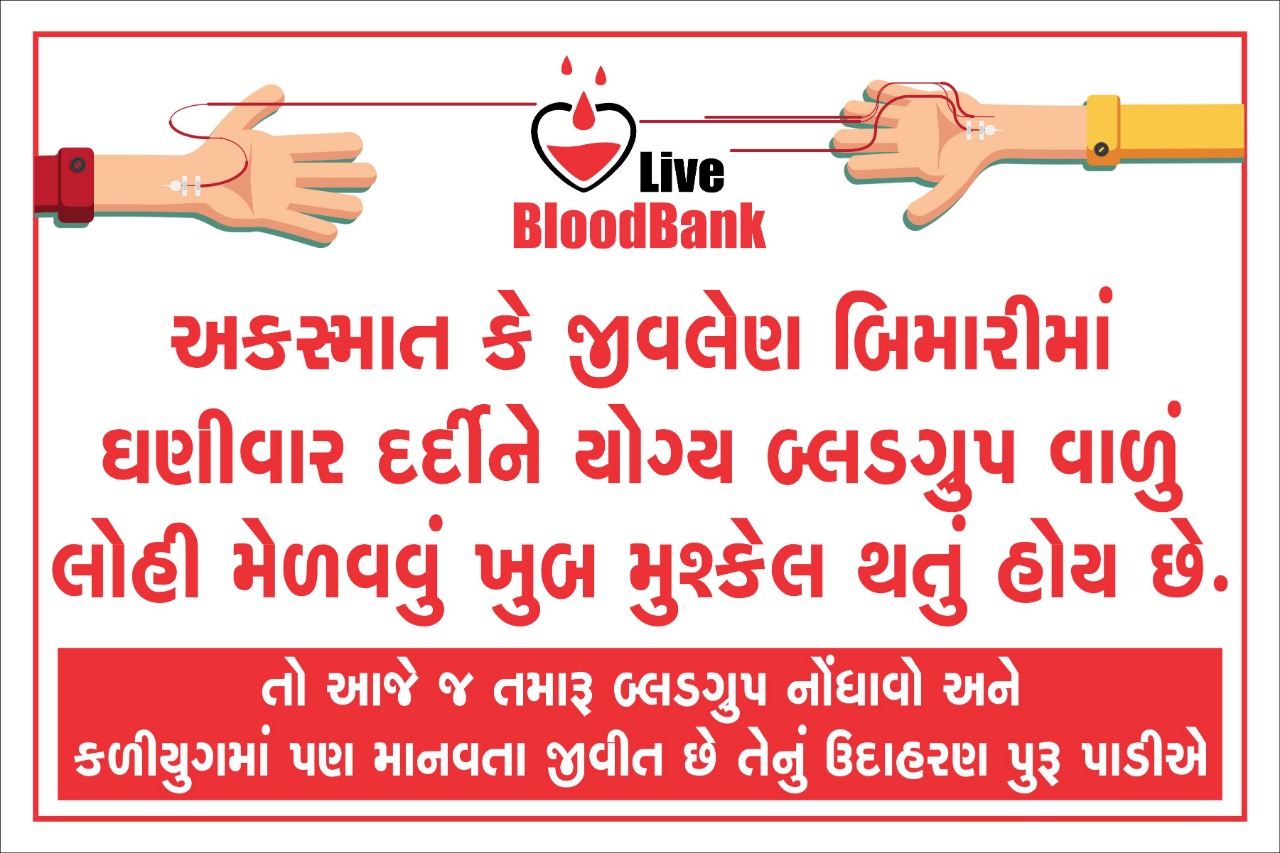 Live
BloodBank
અકસ્માત કે જીવલેણ બિમારીમાં
ઘણીવાર દર્દીને યોગ્ય બ્લડગ્રુપ વાળું
લોહી મેળવવું ખુબ મુશ્કેલ થતું હોય છે.
તો આજે જ તમારૂ બ્લડગ્રુપ નોંધાવો અને
કળીયુગમાં પણ માનવતા જીવીત છે તેનું ઉદાહરણ પુરૂ પાડીએ